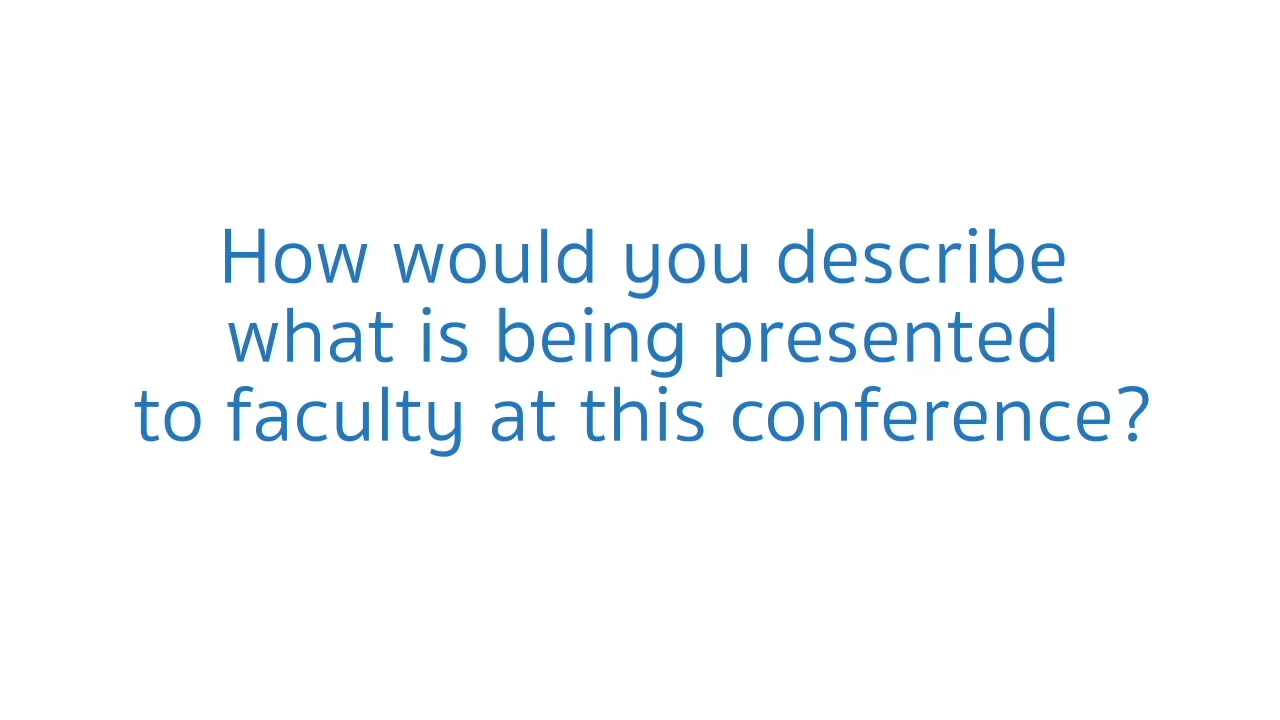 How would you describe
what is being presented
to faculty at this conference?